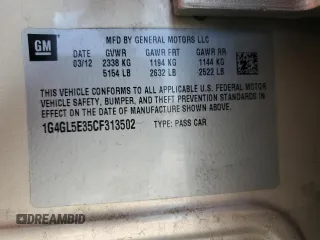 GM
MFD BY GENERAL MOTORS LLC
DATE GVWR GAWR FRT GAWR RR
03/12 2338 KG 1194 KG 1144 KG
5154 LB 2632 LB 2522 LB
THIS VEHICLE CONFORMS TO ALL APPLICABLE U.S. FEDERAL MOTOR
VEHICLE SAFETY, BUMPER, AND THEFT PREVENTION STANDARDS IN
EFFECT ON THE DATE OF MANUFACTURE SHOWN ABOVE.
1G4GL5E35CF313502 TYPE: PASS CAR
DREAMBID